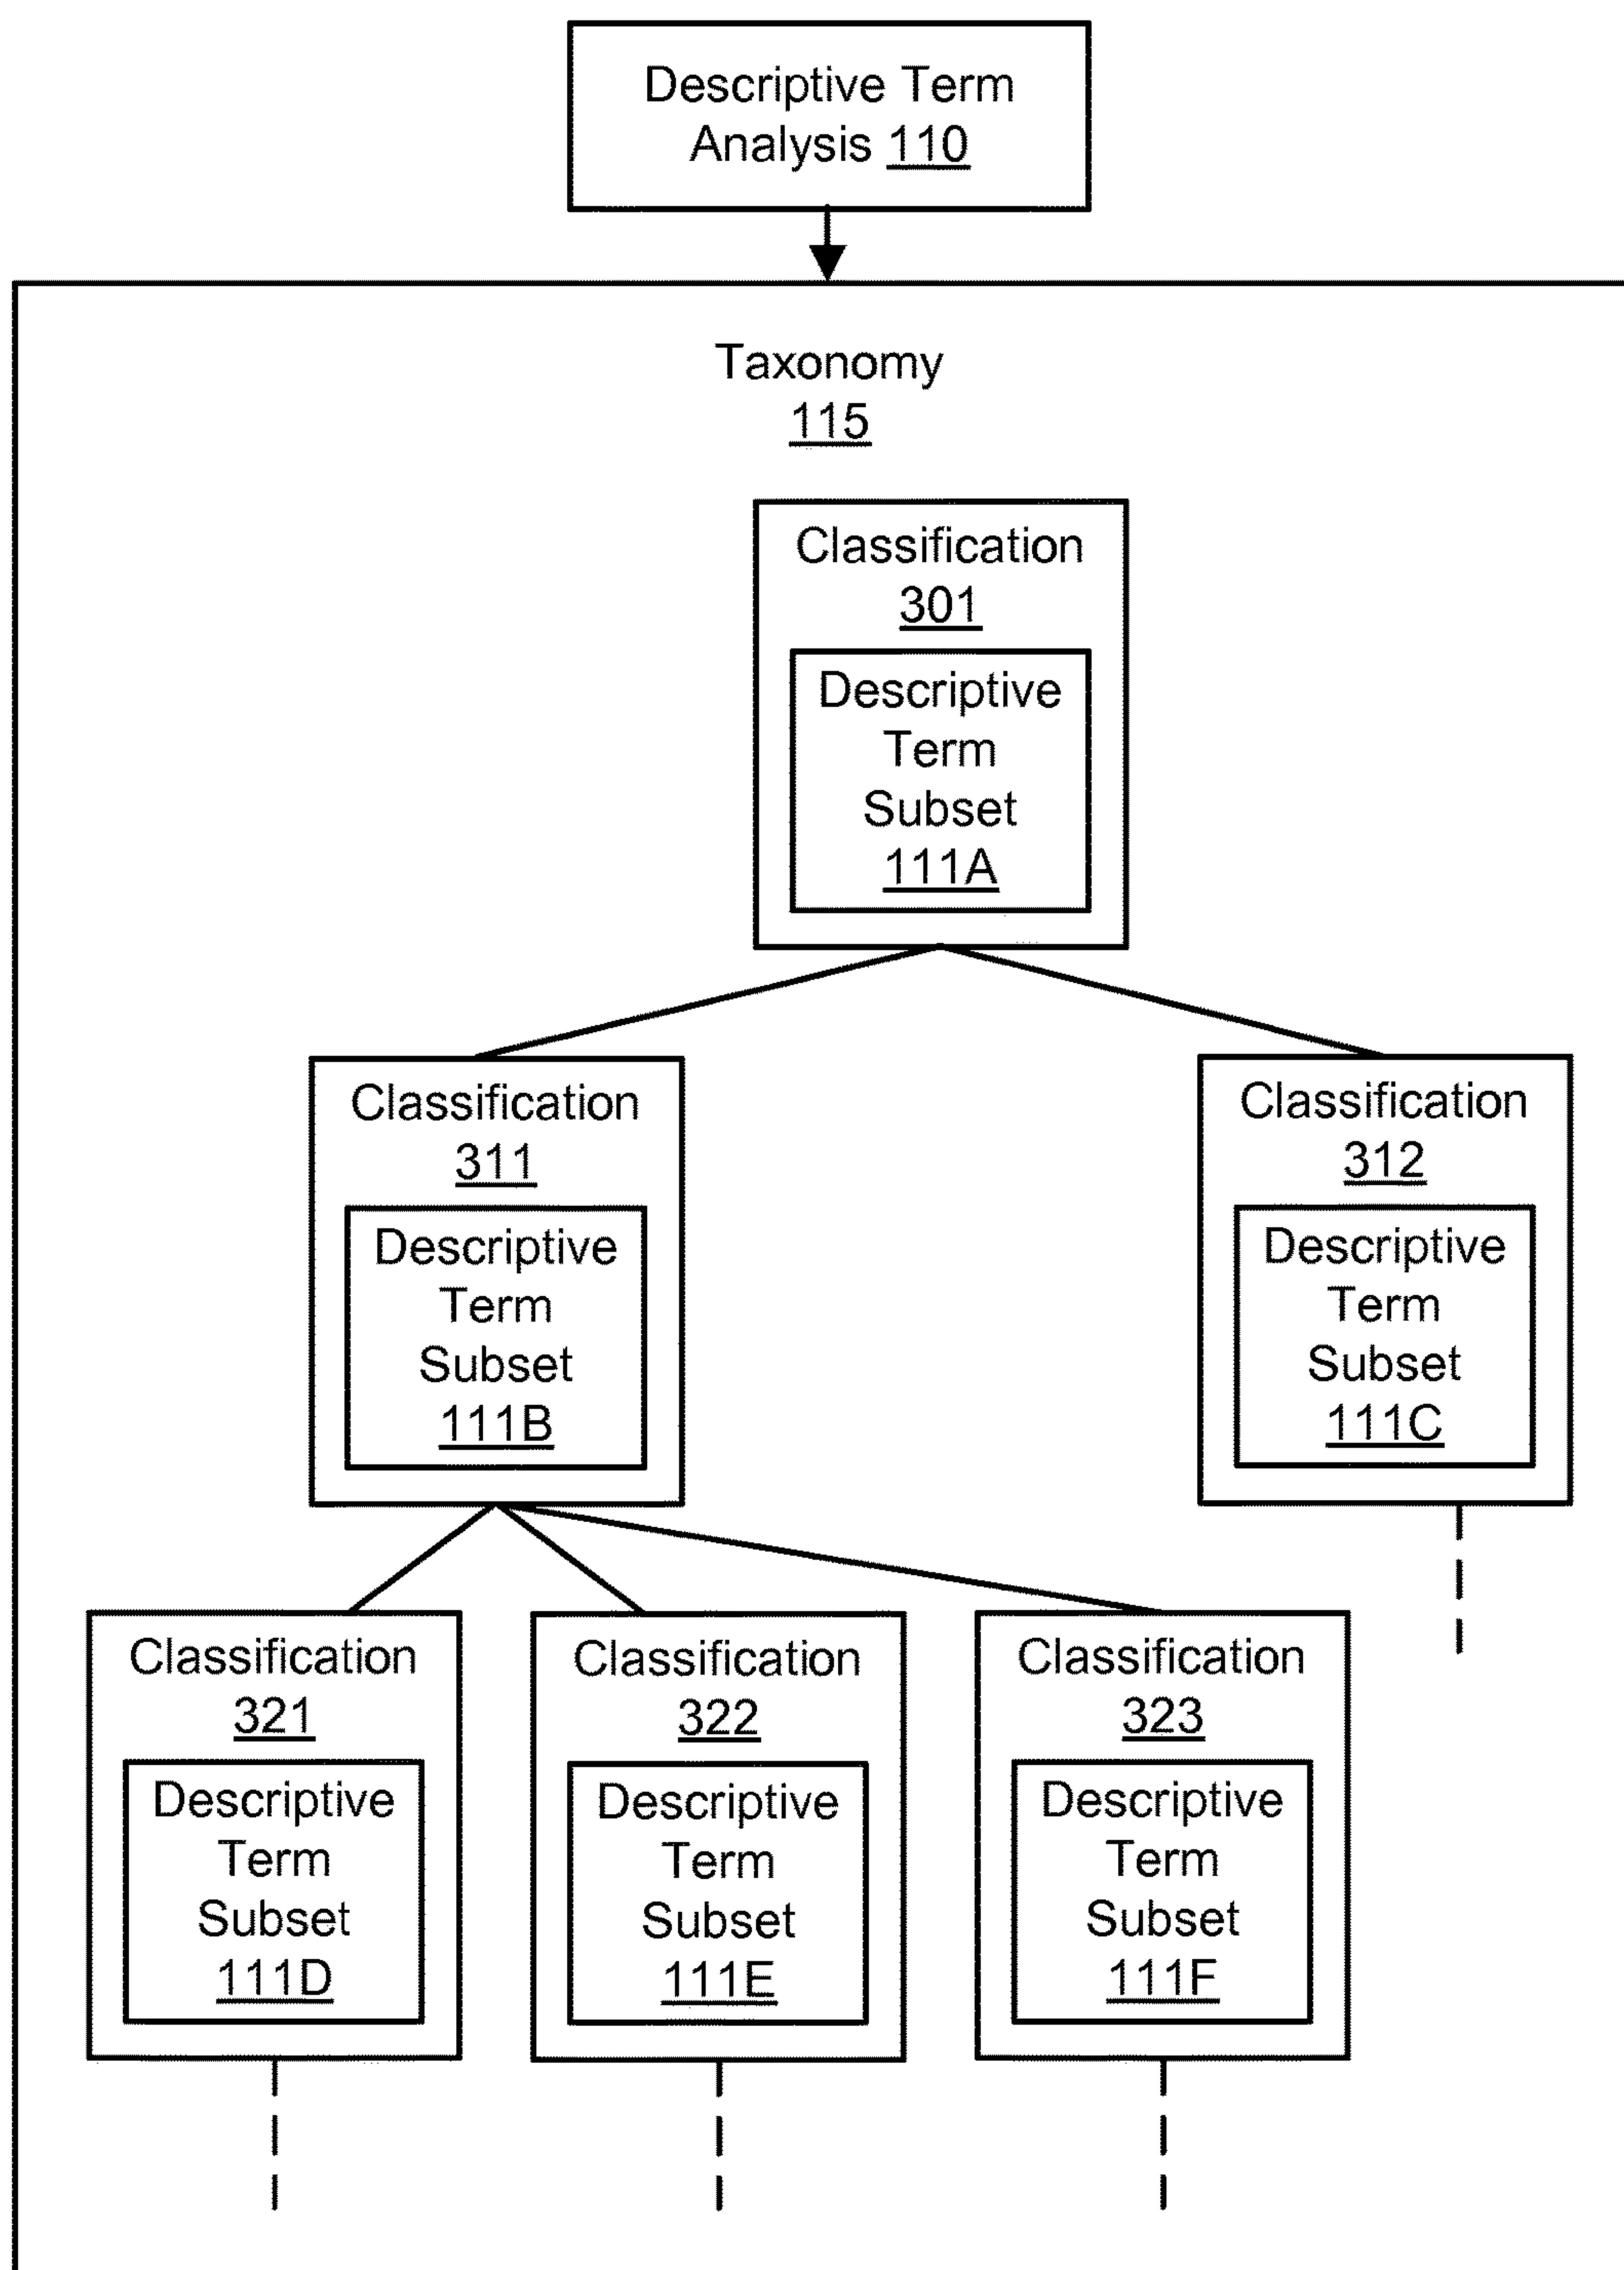 Descriptive Term
Analysis 110
Taxonomy
115
Classification
301
Descriptive
Term
Subset
111A
Classification
311
Descriptive
Term
Subset
111B
Classification
312
Descriptive
Term
Subset
111C
Classification
321
Descriptive
Term
Subset
111D
Classification
322
Descriptive
Term
Subset
111E
Classification
323
Descriptive
Term
Subset
111F